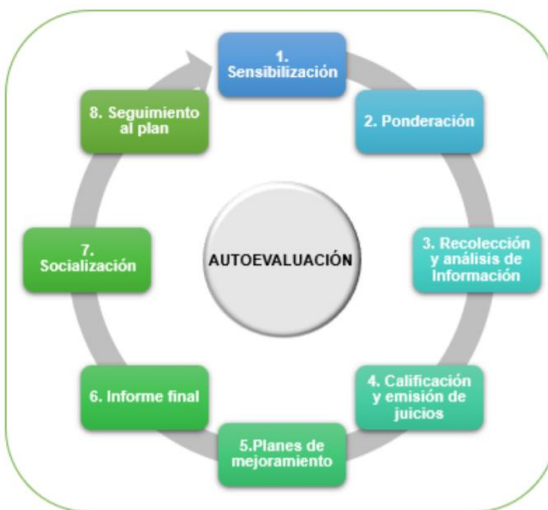 1.
Sensibilización
2. Ponderación
3. Recolección
y análisis de
Información
4. Calificación
y emisión de
juicios
5.Planes de
mejoramiento
6. Informe final
7.
Socialización
8. Seguimiento
al plan
AUTOEVALUACIÓN